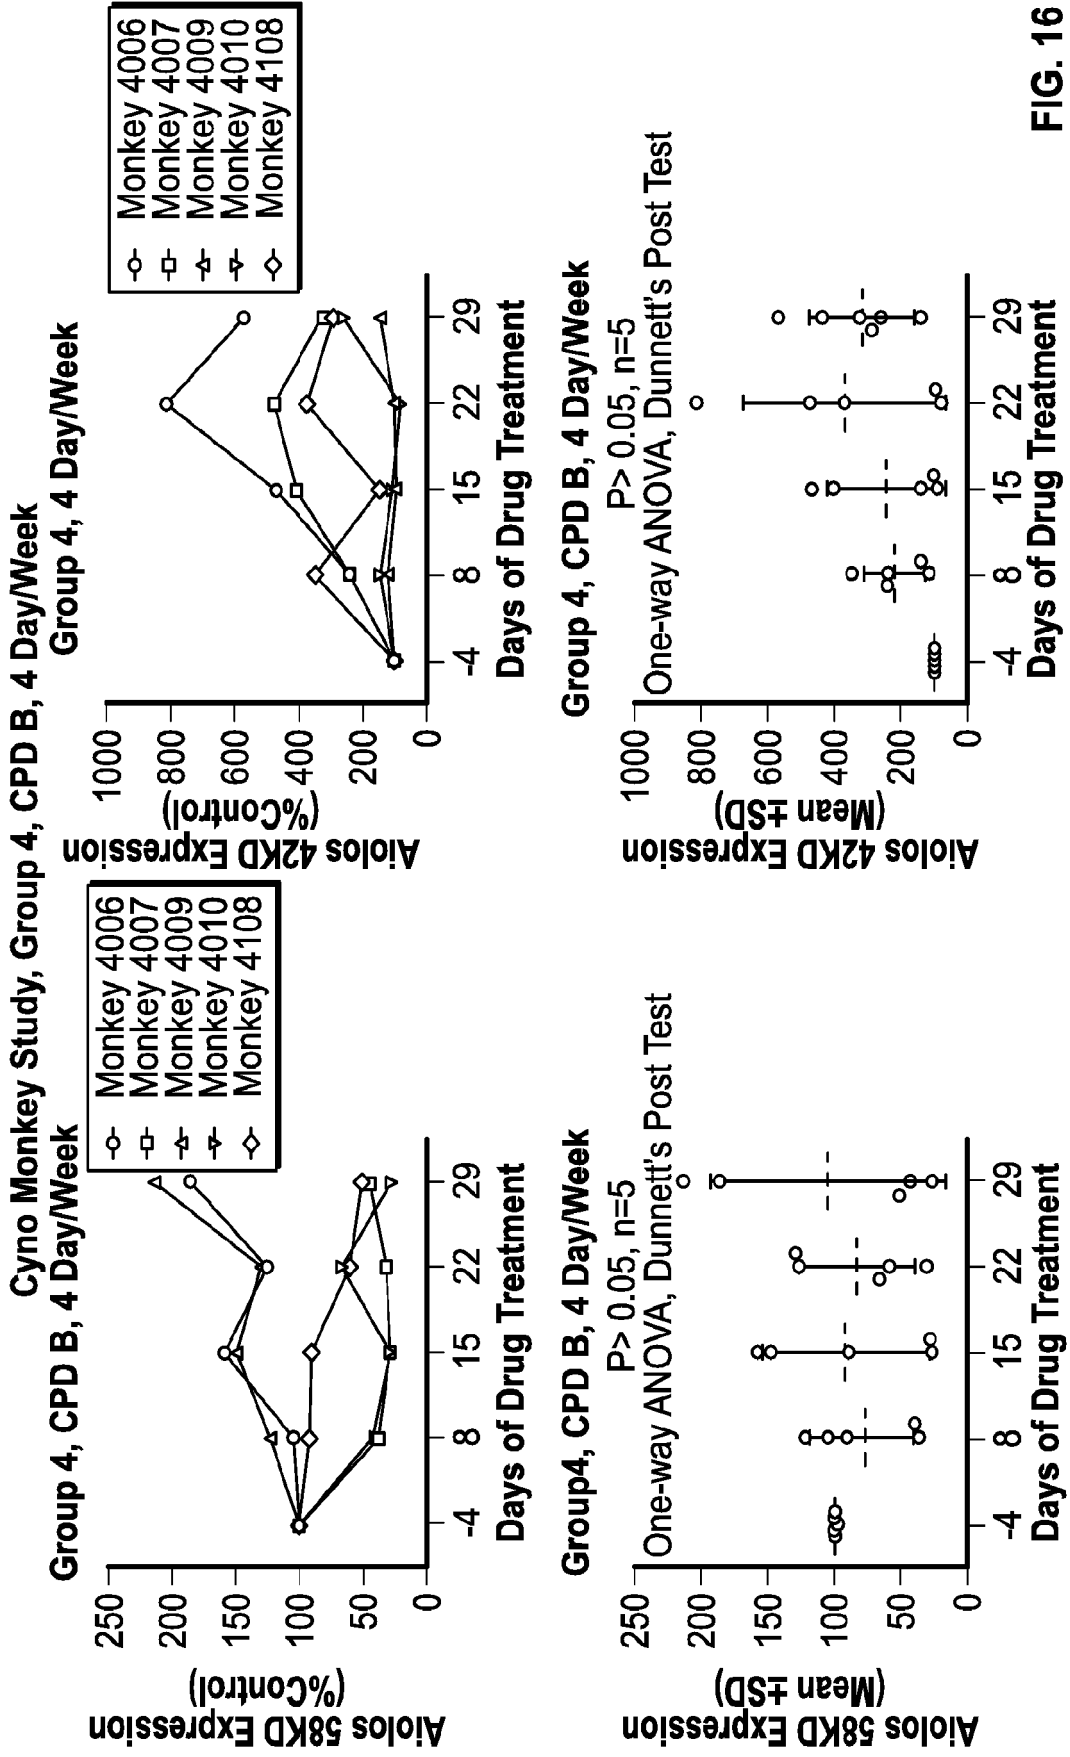 Cyno Monkey Study, Group 4, CPD B, 4 Day/Week
Group 4, CPD B, 4 Day/Week
Aiolos 58KD Expression
(%Control)
250
200
150
100
50
0
-4
8
15
22
29
Days of Drug Treatment
Monkey 4006
Monkey 4007
Monkey 4009
Monkey 4010
Monkey 4108
Group 4, 4 Day/Week
Aiolos 42KD Expression
(%Control)
1000
800
600
400
200
0
-4
8
15
22
29
Days of Drug Treatment
Monkey 4006
Monkey 4007
Monkey 4009
Monkey 4010
Monkey 4108
Group4, CPD B, 4 Day/Week
P> 0.05, n=5
One-way ANOVA, Dunnett's Post Test
Aiolos 58KD Expression
(Mean ±SD)
250
200
150
100
50
0
-4
8
15
22
29
Days of Drug Treatment
Group 4, CPD B, 4 Day/Week
P> 0.05, n=5
One-way ANOVA, Dunnett's Post Test
Aiolos 42KD Expression
(Mean ±SD)
1000
800
600
400
200
0
-4
8
15
22
29
Days of Drug Treatment
FIG. 16